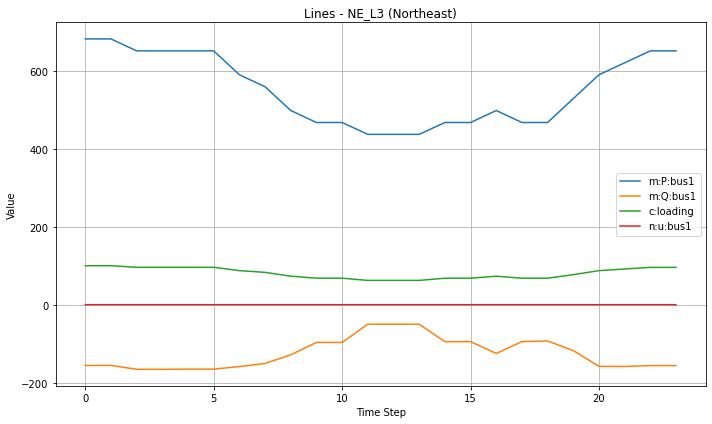 Lines - NE_L3 (Northeast)
Value
600
400
200
0
−200
m:P:bus1
m:Q:bus1
c:loading
n:u:bus1
0
5
10
15
20
Time Step